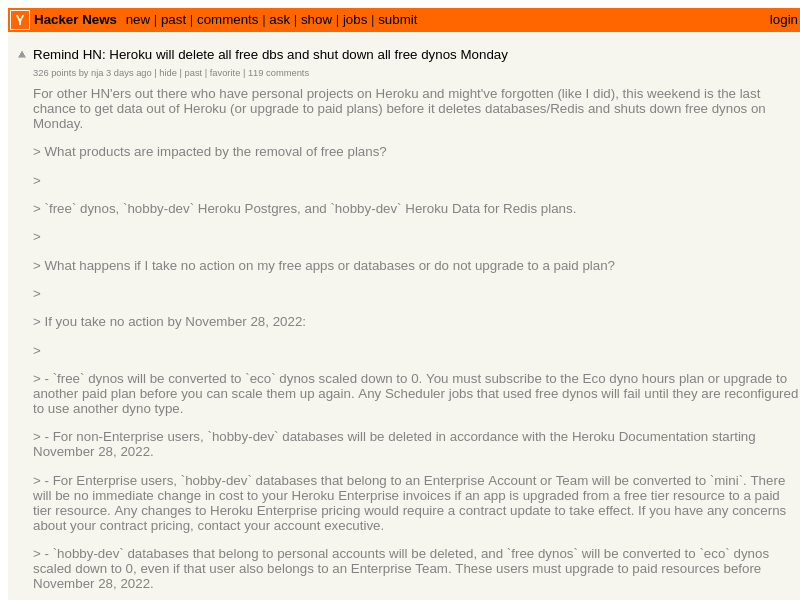 Y Hacker News new | past | comments | ask | show | jobs | submit login
Remind HN: Heroku will delete all free dbs and shut down all free dynos Monday
326 points by nja 3 days ago | hide | past | favorite | 119 comments
For other HN'ers out there who have personal projects on Heroku and might've forgotten (like I did), this weekend is the last
chance to get data out of Heroku (or upgrade to paid plans) before it deletes databases/Redis and shuts down free dynos on
Monday.
> What products are impacted by the removal of free plans?
>
> `free` dynos, `hobby-dev` Heroku Postgres, and `hobby-dev` Heroku Data for Redis plans.
>
> What happens if I take no action on my free apps or databases or do not upgrade to a paid plan?
>
> If you take no action by November 28, 2022:
>
> - `free` dynos will be converted to `eco` dynos scaled down to 0. You must subscribe to the Eco dyno hours plan or upgrade to
another paid plan before you can scale them up again. Any Scheduler jobs that used free dynos will fail until they are reconfigured
to use another dyno type.
> - For non-Enterprise users, `hobby-dev` databases will be deleted in accordance with the Heroku Documentation starting
November 28, 2022.
> - For Enterprise users, `hobby-dev` databases that belong to an Enterprise Account or Team will be converted to `mini`. There
will be no immediate change in cost to your Heroku Enterprise invoices if an app is upgraded from a free tier resource to a paid
tier resource. Any changes to Heroku Enterprise pricing would require a contract update to take effect. If you have any concerns
about your contract pricing, contact your account executive.
> - `hobby-dev` databases that belong to personal accounts will be deleted, and `free dynos` will be converted to `eco` dynos
scaled down to 0, even if that user also belongs to an Enterprise Team. These users must upgrade to paid resources before
November 28, 2022.